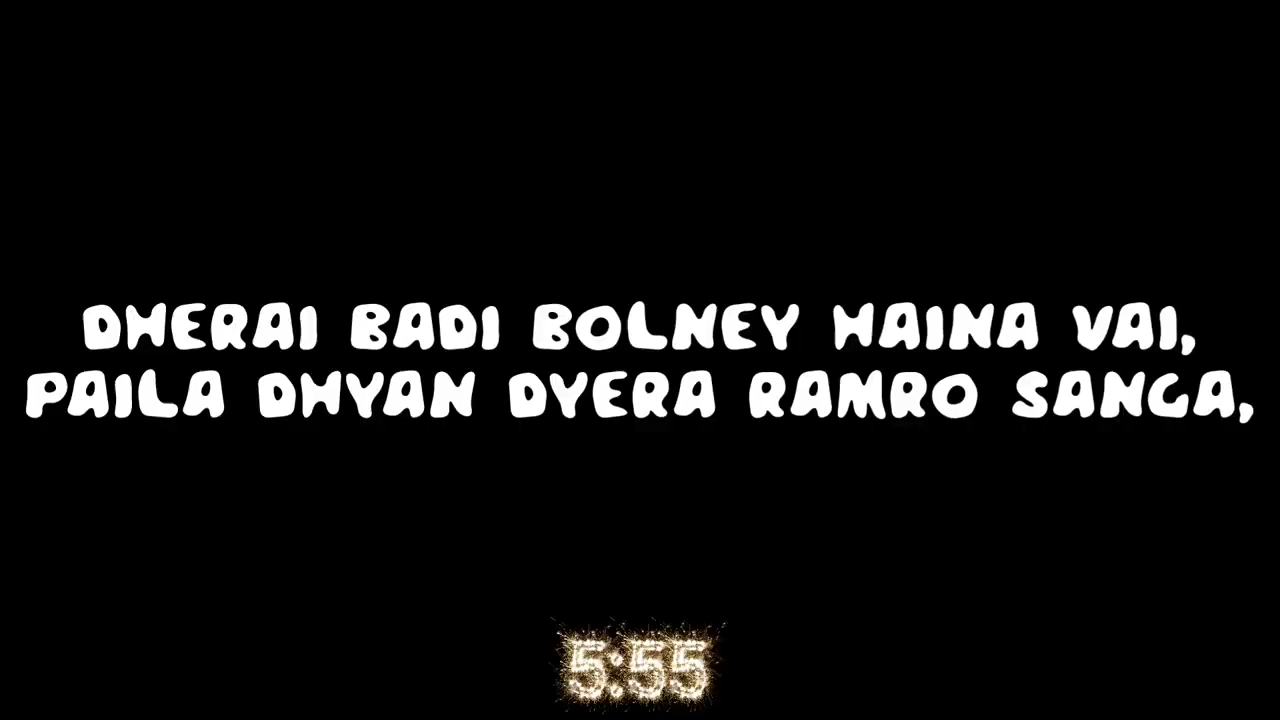 DHERAI BADI BOLNEY HAINA VAI,
PAILA DHYAN DYERA RAMRO SANGA,
5:55